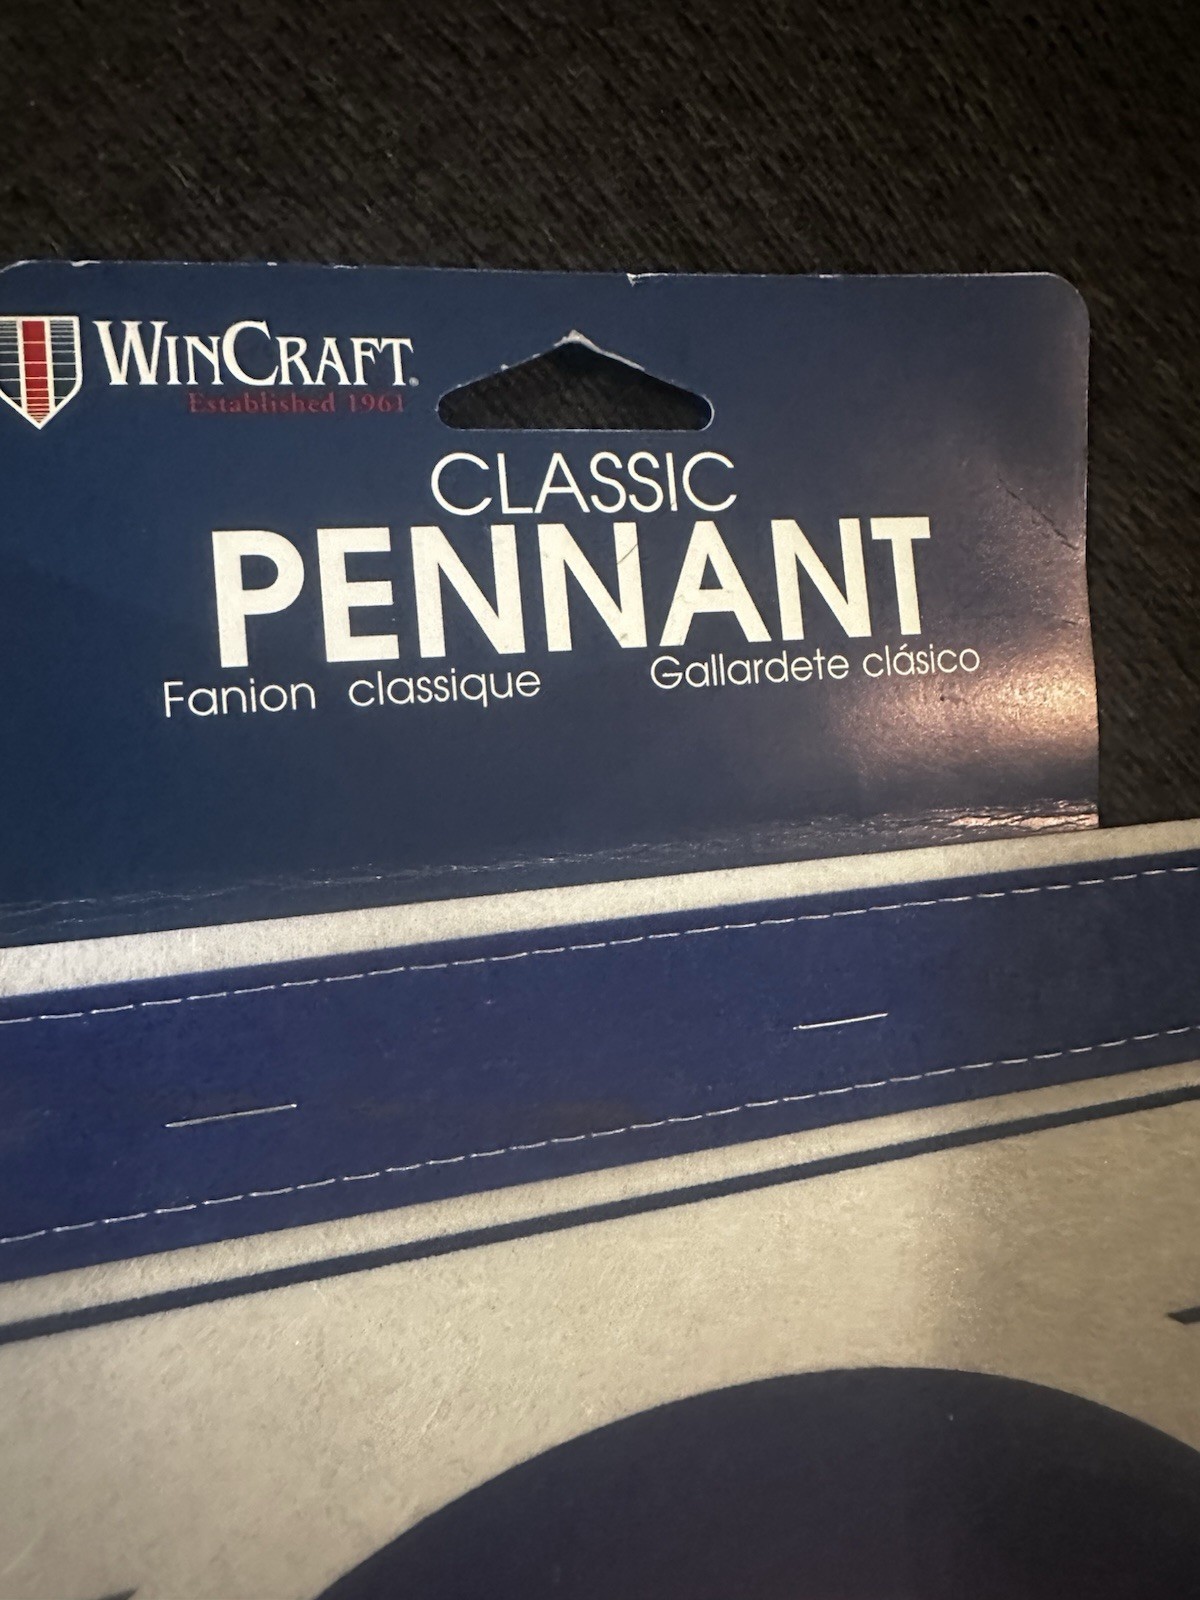 WINCRAFT®
Established 1961
CLASSIC
PENNANT
Fanion classique
Gallardete clásico